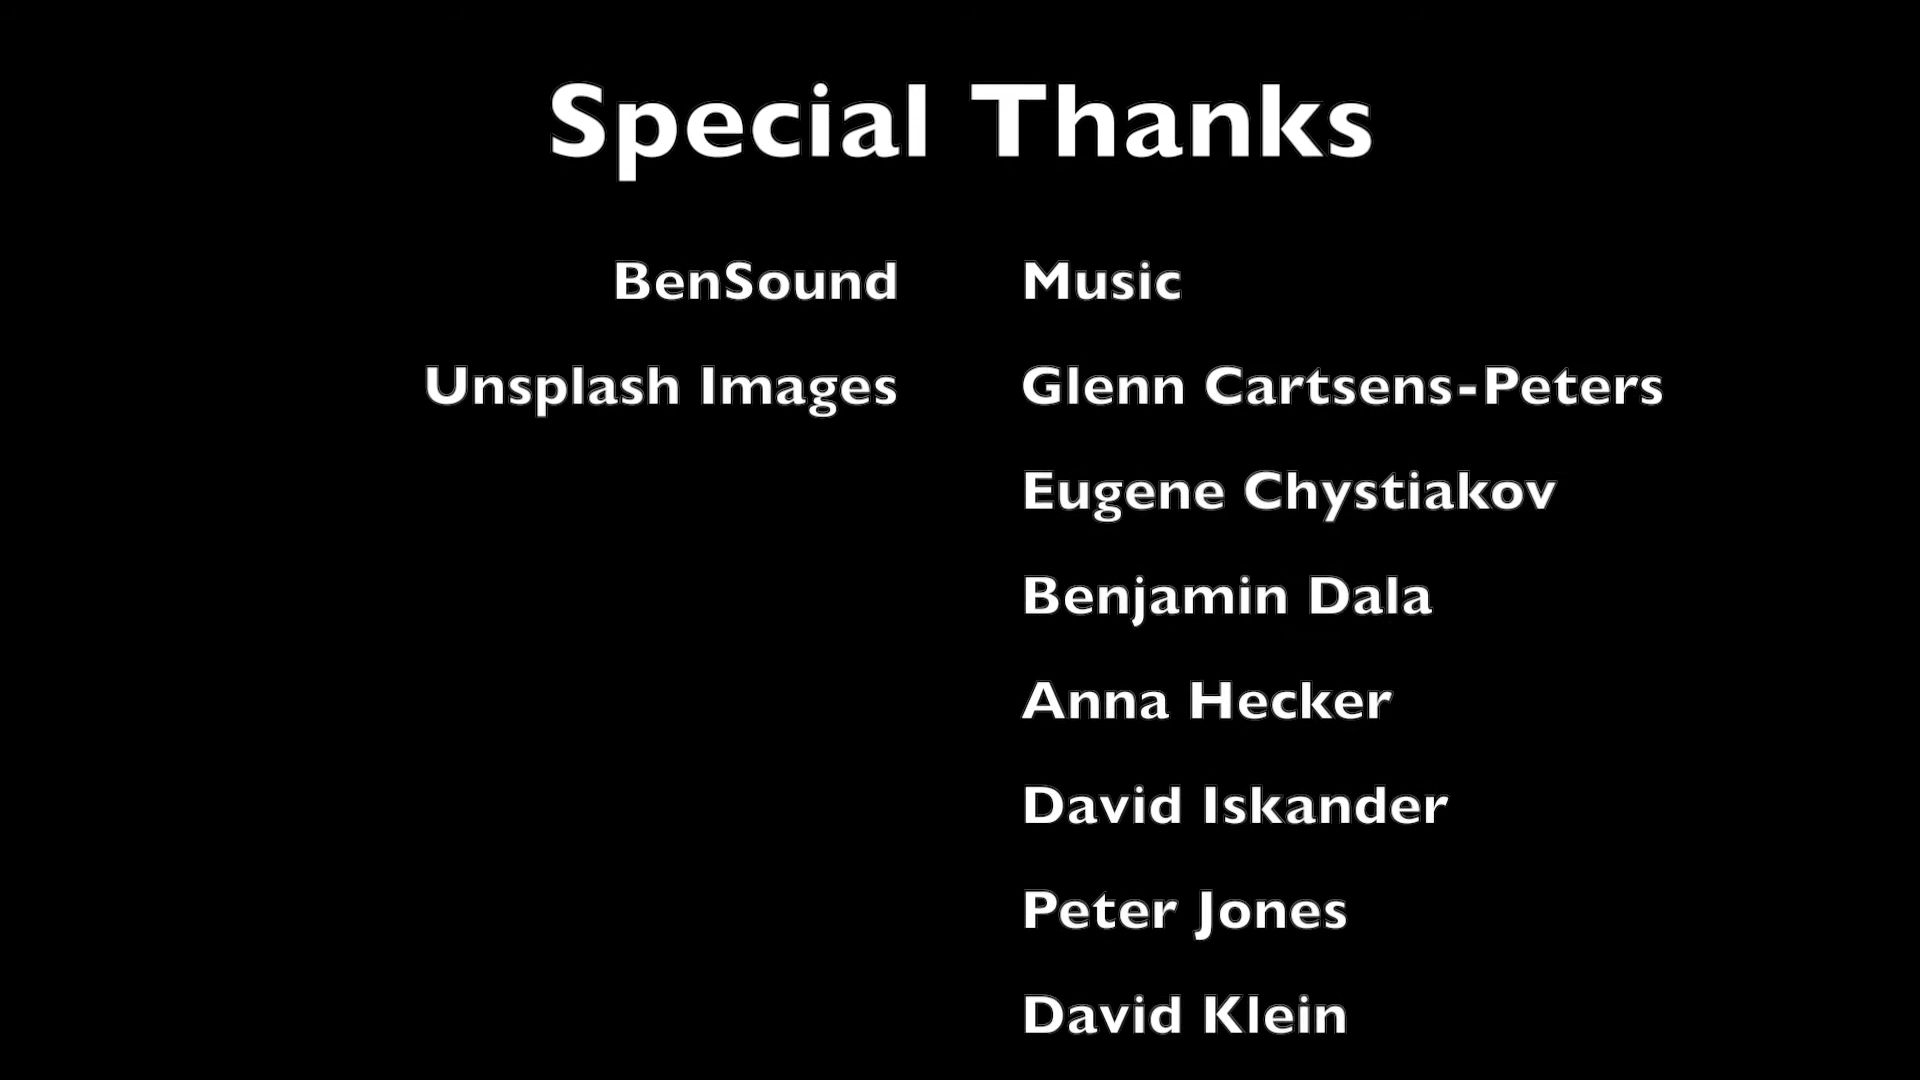 Special Thanks
BenSound Music
Unsplash Images Glenn Cartsens-Peters
Eugene Chystiakov
Benjamin Dala
Anna Hecker
David Iskander
Peter Jones
David Klein